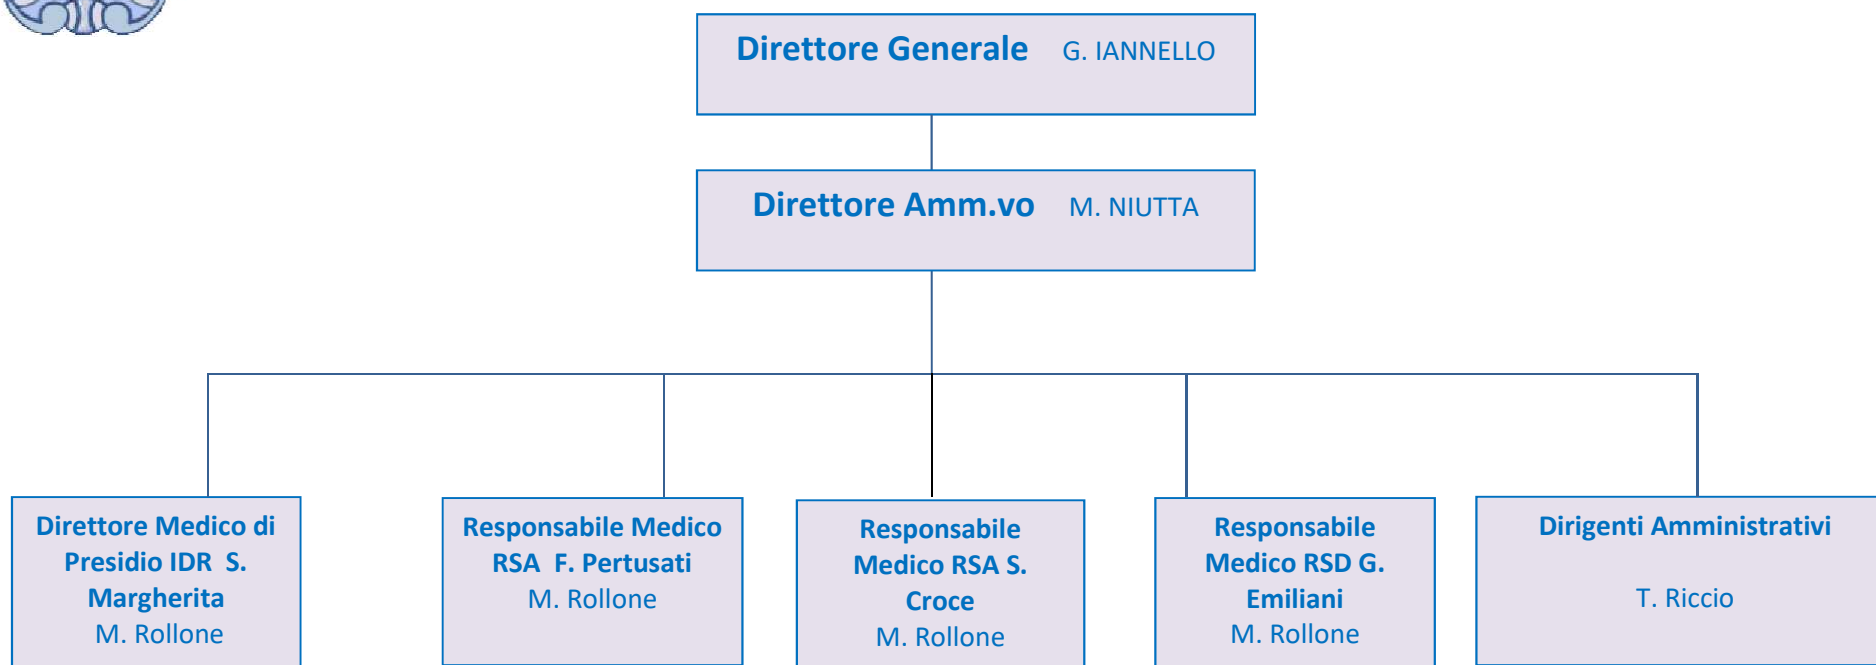 Direttore Generale G. IANNELLO
Direttore Amm.vo M. NIUTTA
Direttore Medico di
Presidio IDR S.
Margherita
M. Rollone
Responsabile Medico
RSA F. Pertusati
M. Rollone
Responsabile
Medico RSA S.
Croce
M. Rollone
Responsabile
Medico RSD G.
Emiliani
M. Rollone
Dirigenti Amministrativi
T. Riccio